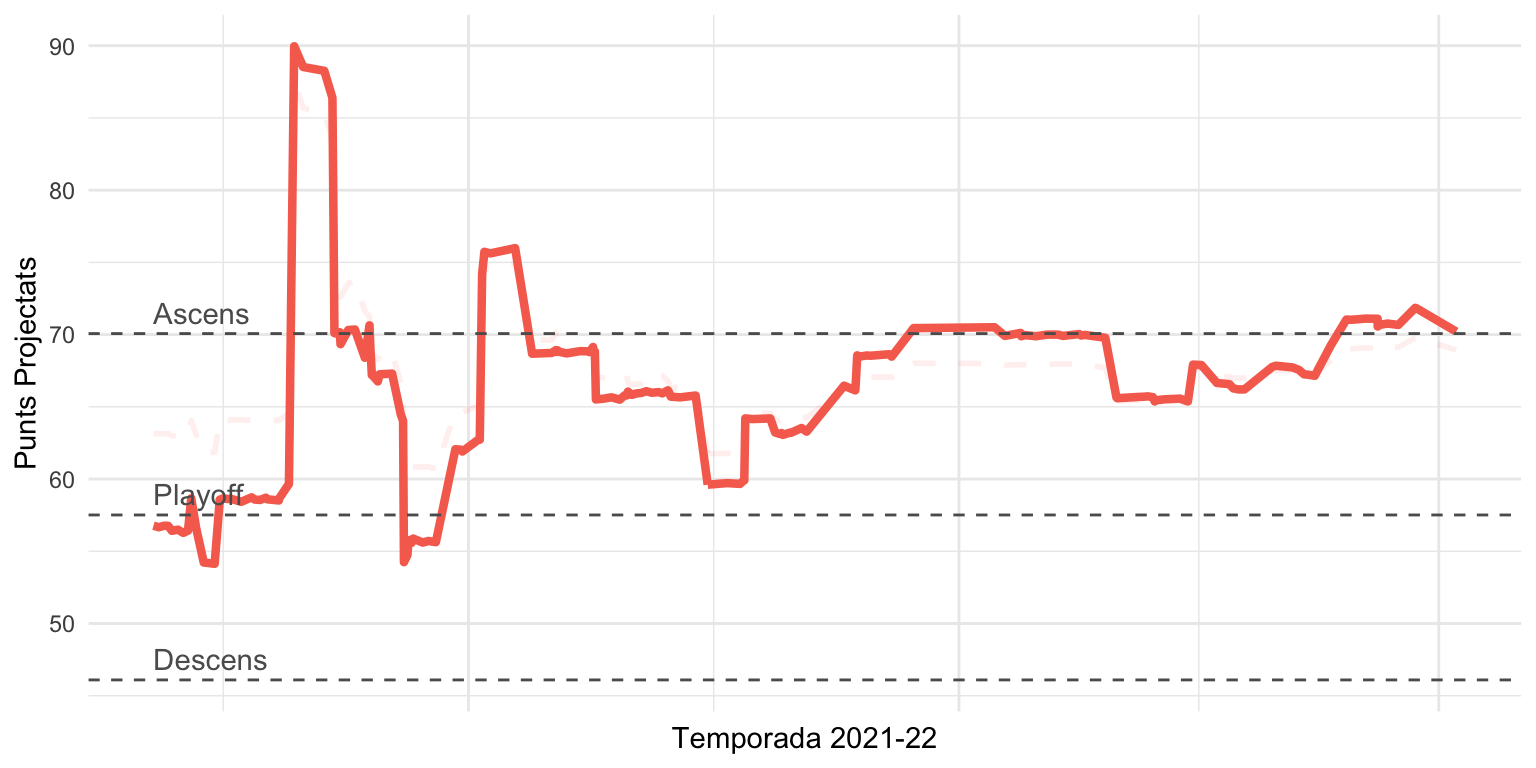 90
80
70
60
50
Punts Projectats
Ascens
Playoff
Descens
Temporada 2021-22